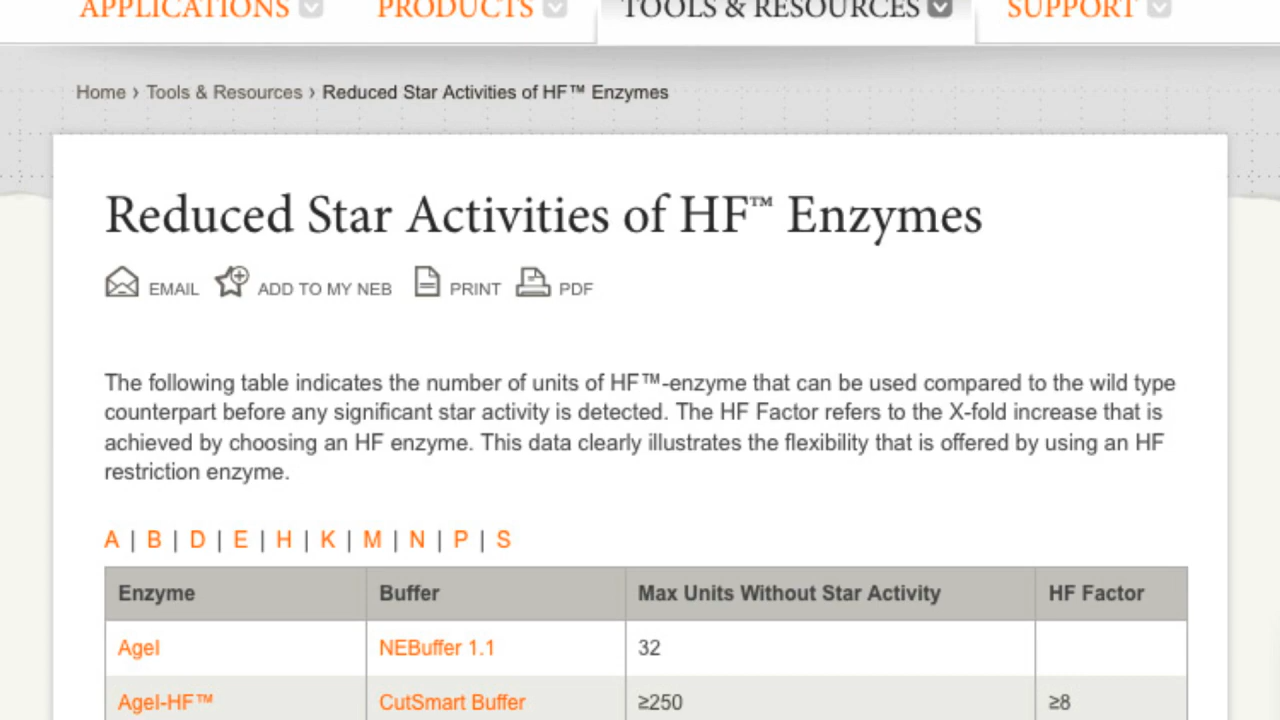 APPLICATIONS PRODUCTS TOOLS & RESOURCES SUPPORT
Home › Tools & Resources › Reduced Star Activities of HF™ Enzymes
Reduced Star Activities of HF™ Enzymes
EMAIL ADD TO MY NEB PRINT PDF
The following table indicates the number of units of HF™-enzyme that can be used compared to the wild type
counterpart before any significant star activity is detected. The HF Factor refers to the X-fold increase that is
achieved by choosing an HF enzyme. This data clearly illustrates the flexibility that is offered by using an HF
restriction enzyme.
A | B | D | E | H | K | M | N | P | S
Enzyme Buffer Max Units Without Star Activity HF Factor
AgeI NEBuffer 1.1 32
AgeI-HF™ CutSmart Buffer ≥250 ≥8